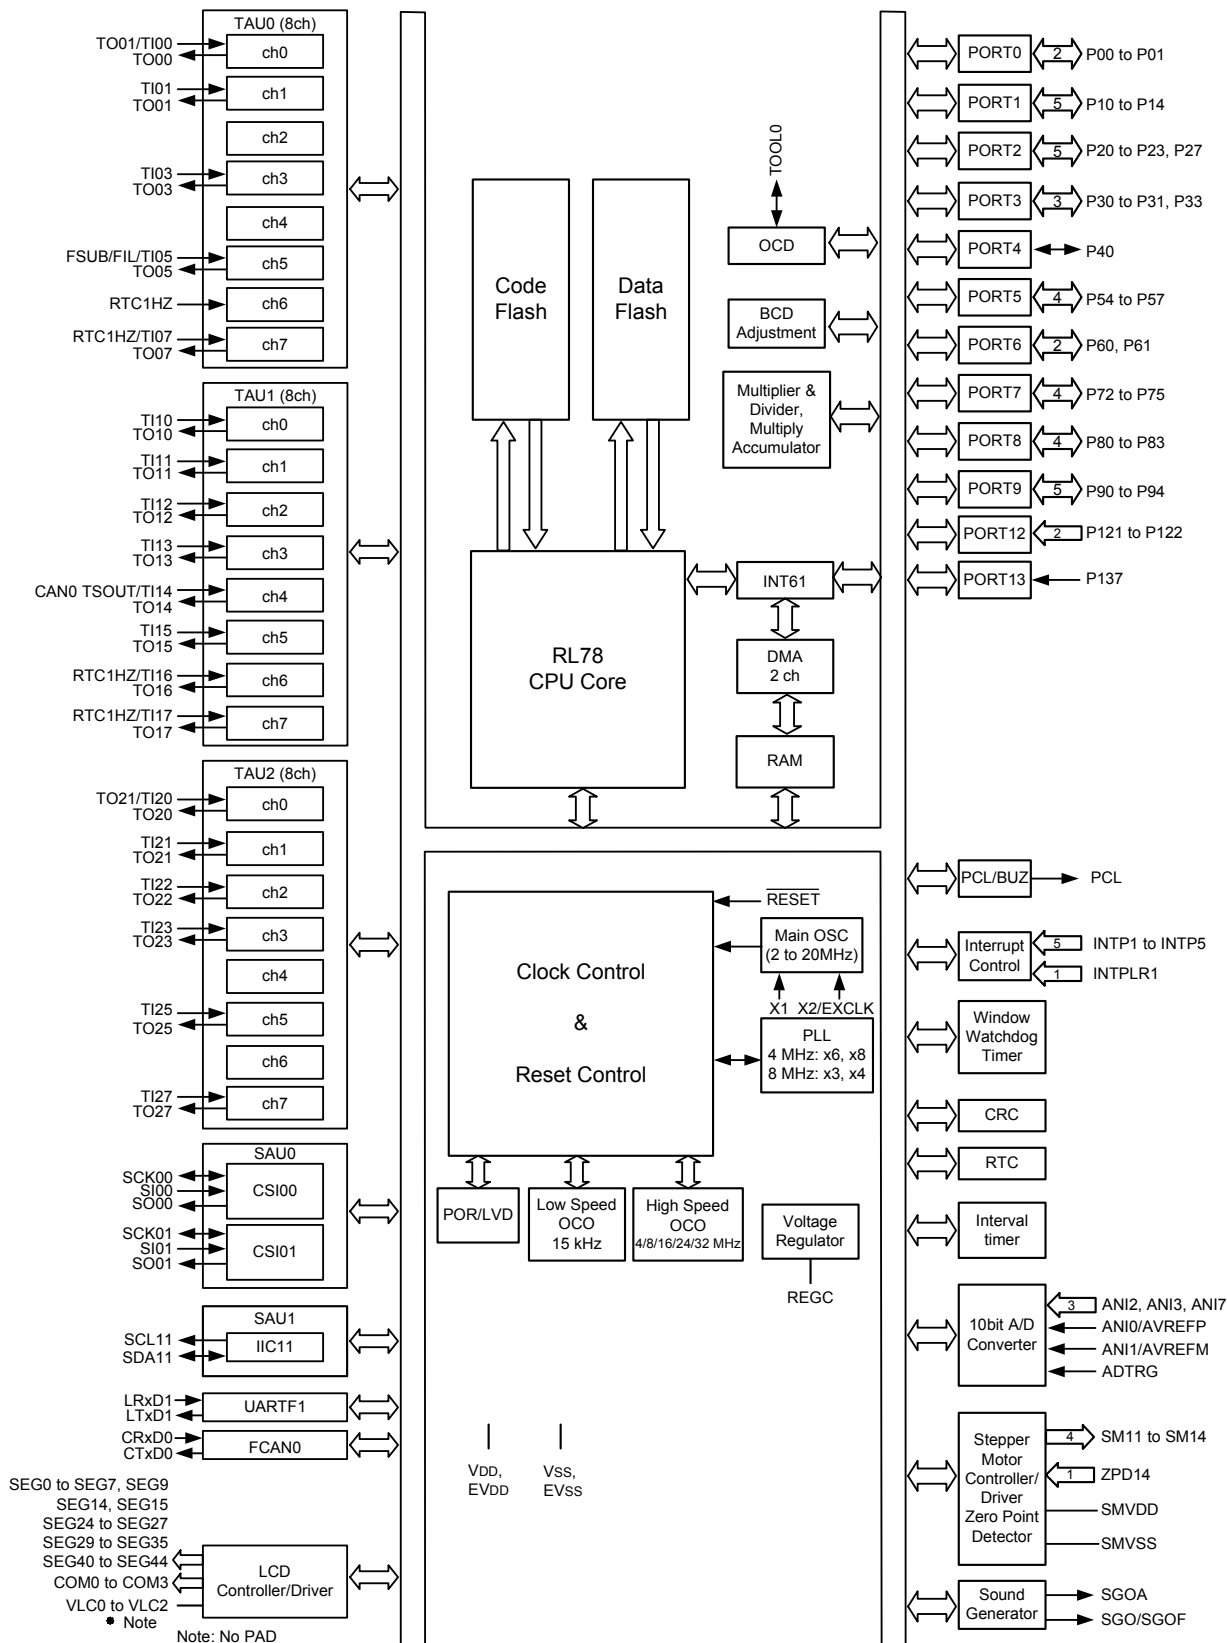 TAU0 (8ch)
TO01/TI00
TO00
ch0
TI01
TO01
ch1
ch2
TI03
TO03
ch3
ch4
FSUB/FIL/TI05
TO05
ch5
RTC1HZ
ch6
RTC1HZ/TI07
TO07
ch7
TAU1 (8ch)
TI10
TO10
ch0
TI11
TO11
ch1
TI12
TO12
ch2
TI13
TO13
ch3
CAN0 TSOUT/TI14
TO14
ch4
TI15
TO15
ch5
RTC1HZ/TI16
TO16
ch6
RTC1HZ/TI17
TO17
ch7
TAU2 (8ch)
TO21/TI20
TO20
ch0
TI21
TO21
ch1
TI22
TO22
ch2
TI23
TO23
ch3
ch4
TI25
TO25
ch5
ch6
TI27
TO27
ch7
SAU0
SCK00
SI00
SO00
CSI00
SCK01
SI01
SO01
CSI01
SAU1
SCL11
SDA11
IIC11
LRxD1
LTxD1
UARTF1
CRxD0
CTxD0
FCAN0
SEG0 to SEG7, SEG9
SEG14, SEG15
SEG24 to SEG27
SEG29 to SEG35
SEG40 to SEG44
COM0 to COM3
VLC0 to VLC2
● Note
LCD
Controller/Driver
Note: No PAD
Code
Flash
Data
Flash
TOOL0
OCD
BCD
Adjustment
Multiplier &
Divider,
Multiply
Accumulator
RL78
CPU Core
INT61
DMA
2 ch
RAM
Clock Control
&
Reset Control
RESET
Main OSC
(2 to 20MHz)
X1 X2/EXCLK
PLL
4 MHz: x6, x8
8 MHz: x3, x4
POR/LVD
Low Speed
OCO
15 kHz
High Speed
OCO
4/8/16/24/32 MHz
Voltage
Regulator
REGC
VDD,
EVDD
VSS,
EVSS
PORT0
2
P00 to P01
PORT1
5
P10 to P14
PORT2
5
P20 to P23, P27
PORT3
3
P30 to P31, P33
PORT4
P40
PORT5
4
P54 to P57
PORT6
2
P60, P61
PORT7
4
P72 to P75
PORT8
4
P80 to P83
PORT9
5
P90 to P94
PORT12
2
P121 to P122
PORT13
P137
PCL/BUZ
PCL
Interrupt
Control
5
INTP1 to INTP5
1
INTPLR1
Window
Watchdog
Timer
CRC
RTC
Interval
timer
10bit A/D
Converter
3
ANI2, ANI3, ANI7
ANI0/AVREFP
ANI1/AVREFM
ADTRG
Stepper
Motor
Controller/
Driver
Zero Point
Detector
4
SM11 to SM14
1
ZPD14
SMVDD
SMVSS
Sound
Generator
SGOA
SGO/SGOF